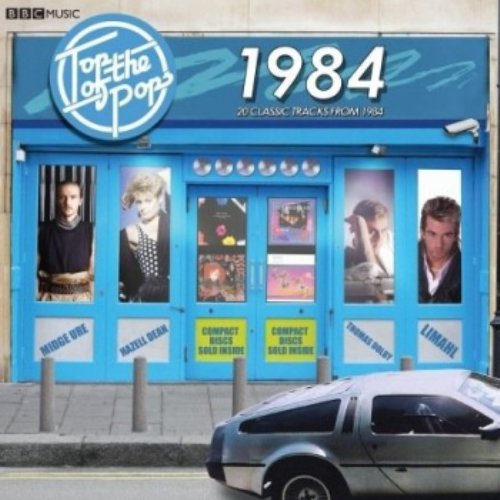 BBC MUSIC
Top
of the
Pops
1984
20 CLASSIC TRACKS FROM 1984
MIDGE URE
HAZELL DEAN
COMPACT
DISCS
SOLD INSIDE
COMPACT
DISCS
SOLD INSIDE
THOMAS DOLBY
LIMAHL